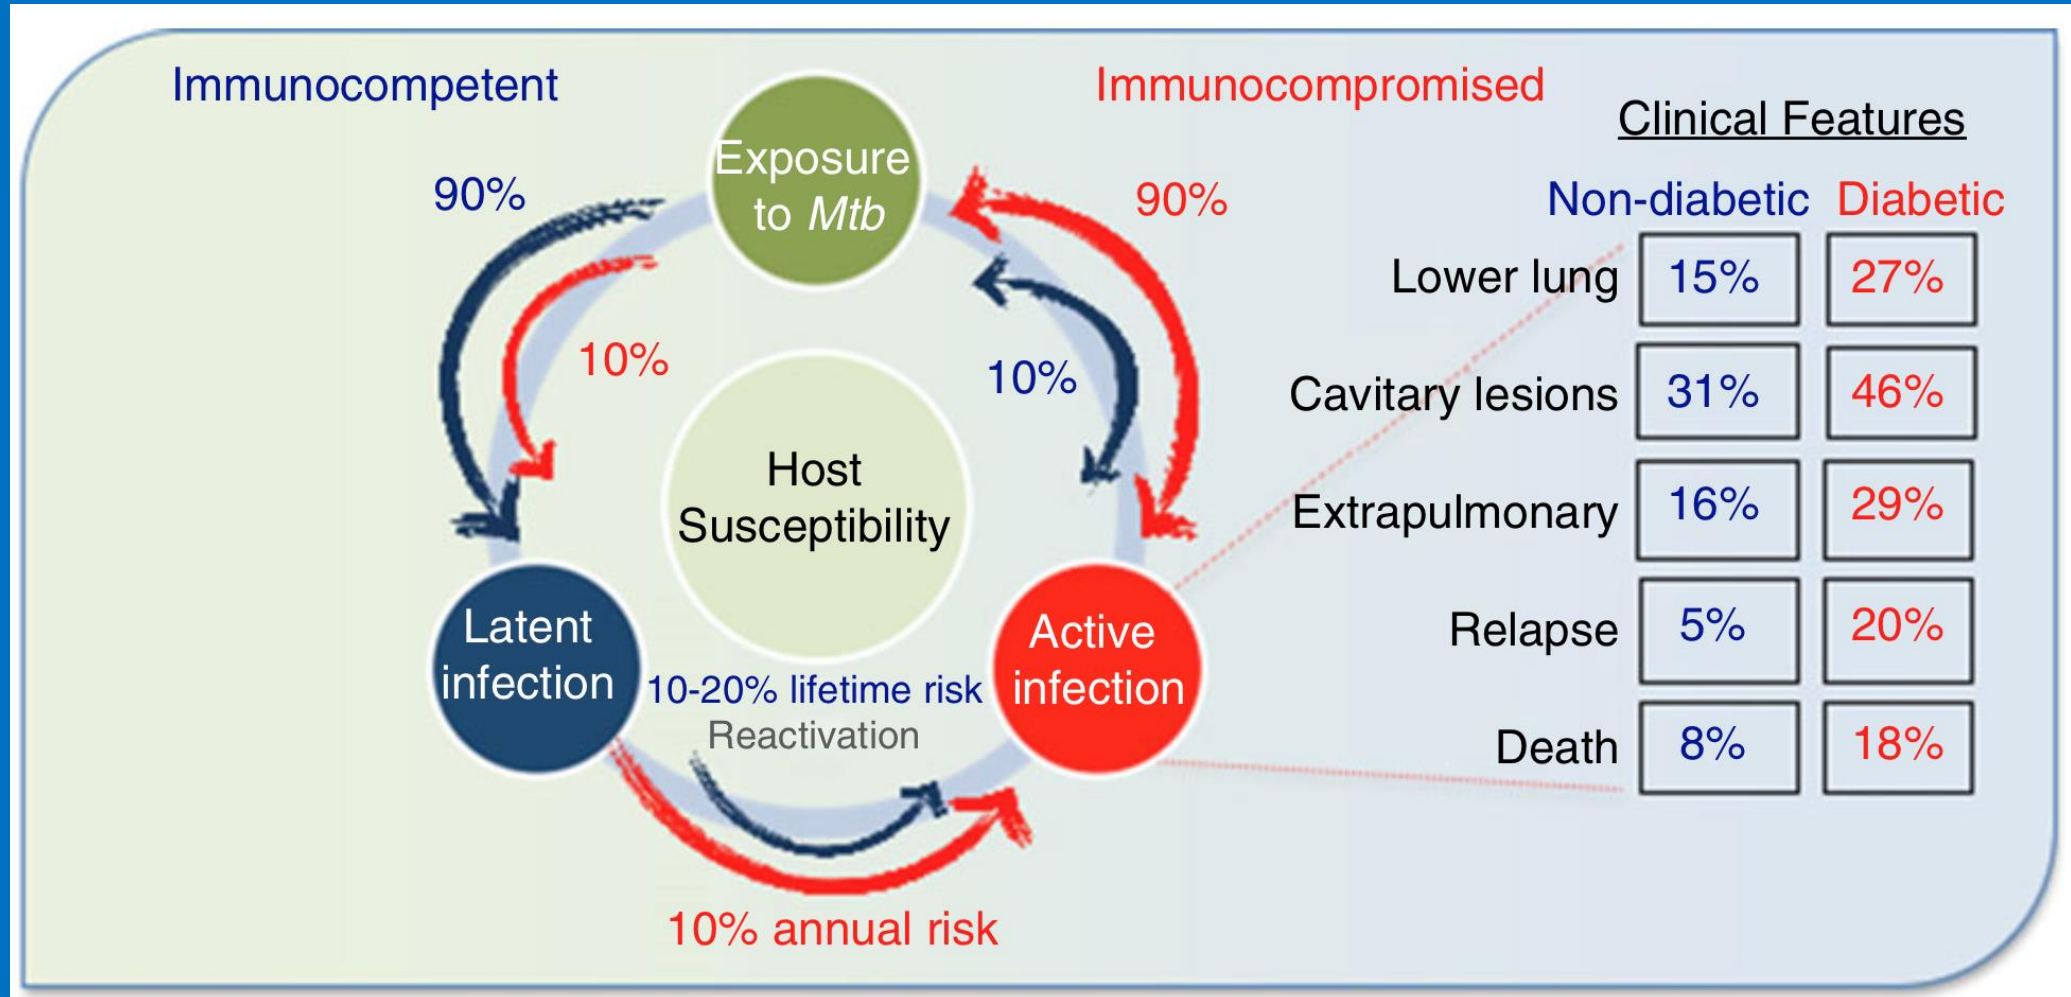 Immunocompetent
Immunocompromised
Clinical Features
Non-diabetic Diabetic
Exposure
to Mtb
90%
10%
90%
10%
Host
Susceptibility
Latent
infection
Active
infection
10-20% lifetime risk
Reactivation
10% annual risk
Lower lung 15% 27%
Cavitary lesions 31% 46%
Extrapulmonary 16% 29%
Relapse 5% 20%
Death 8% 18%